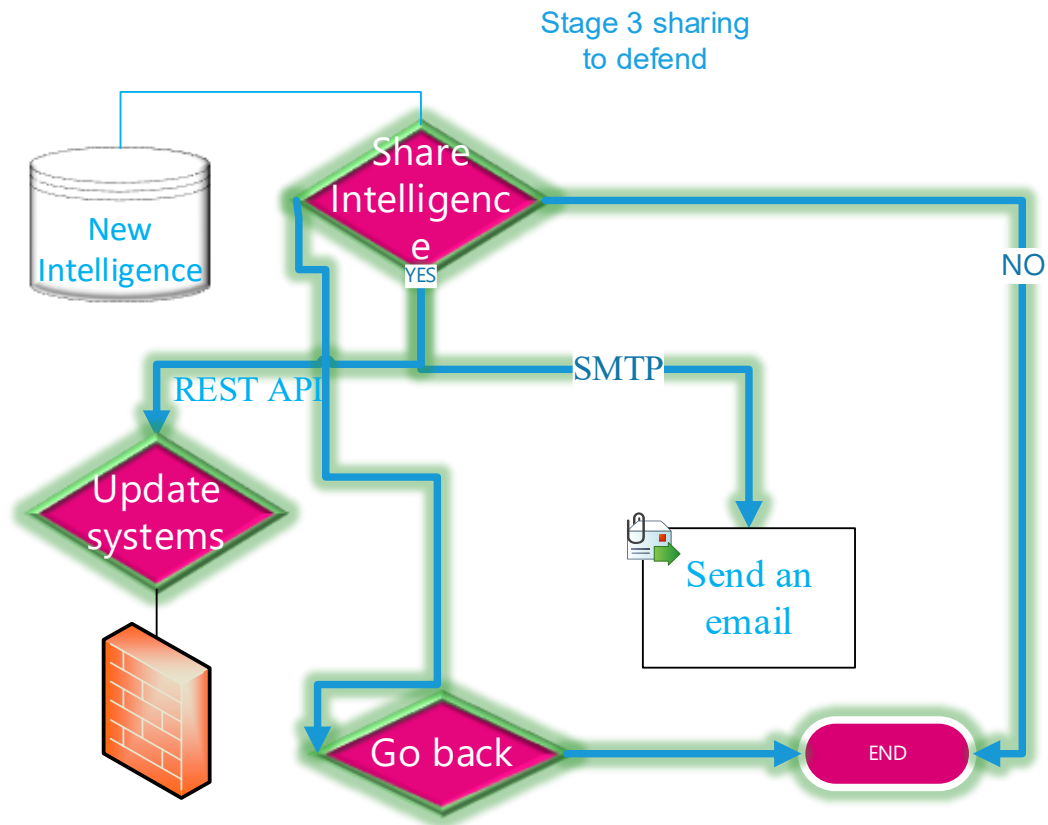 Stage 3 sharing
to defend
Share
Intelligenc
e
New
Intelligence
YES
NO
REST API
SMTP
Update
systems
Send an
email
Go back
END